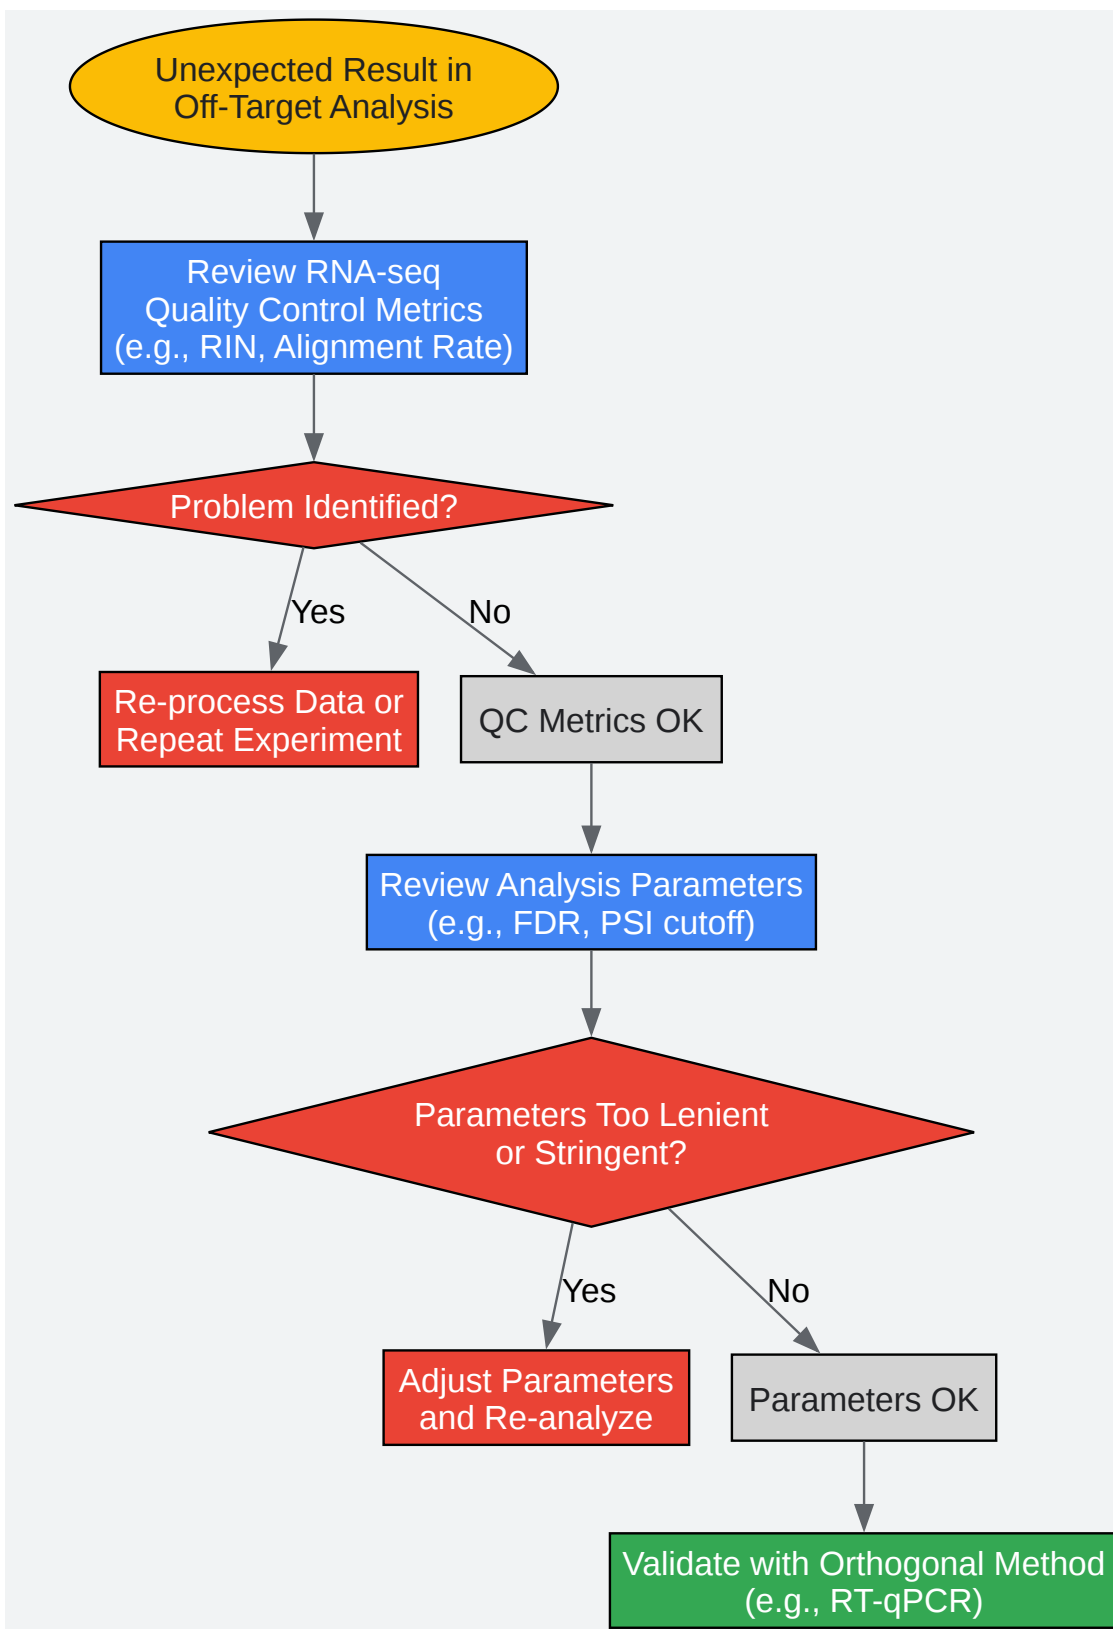 Unexpected Result in
Off-Target Analysis
Review RNA-seq
Quality Control Metrics
(e.g., RIN, Alignment Rate)
Problem Identified?
Yes
No
Re-process Data or
Repeat Experiment
QC Metrics OK
Review Analysis Parameters
(e.g., FDR, PSI cutoff)
Parameters Too Lenient
or Stringent?
Yes
No
Adjust Parameters
and Re-analyze
Parameters OK
Validate with Orthogonal Method
(e.g., RT-qPCR)